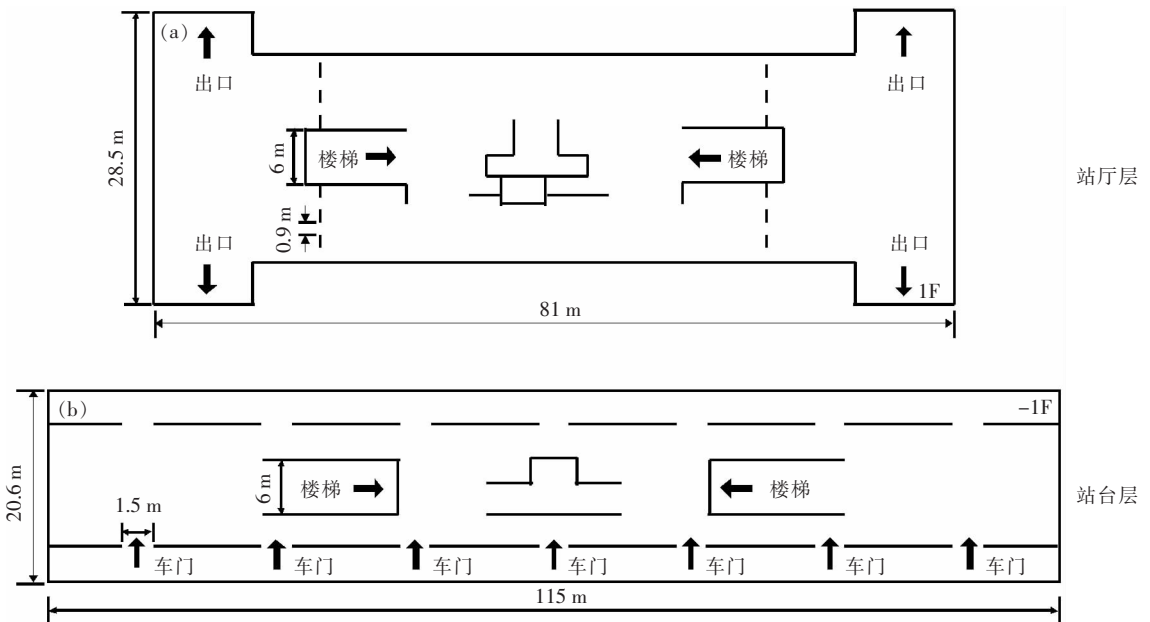 (a)
出口
出口
28.5 m
6 m
楼梯
楼梯
站厅层
0.9 m
出口
出口
1F
81 m
(b)
-1F
20.6 m
6 m
楼梯
楼梯
站台层
1.5 m
车门
车门
车门
车门
车门
车门
车门
115 m